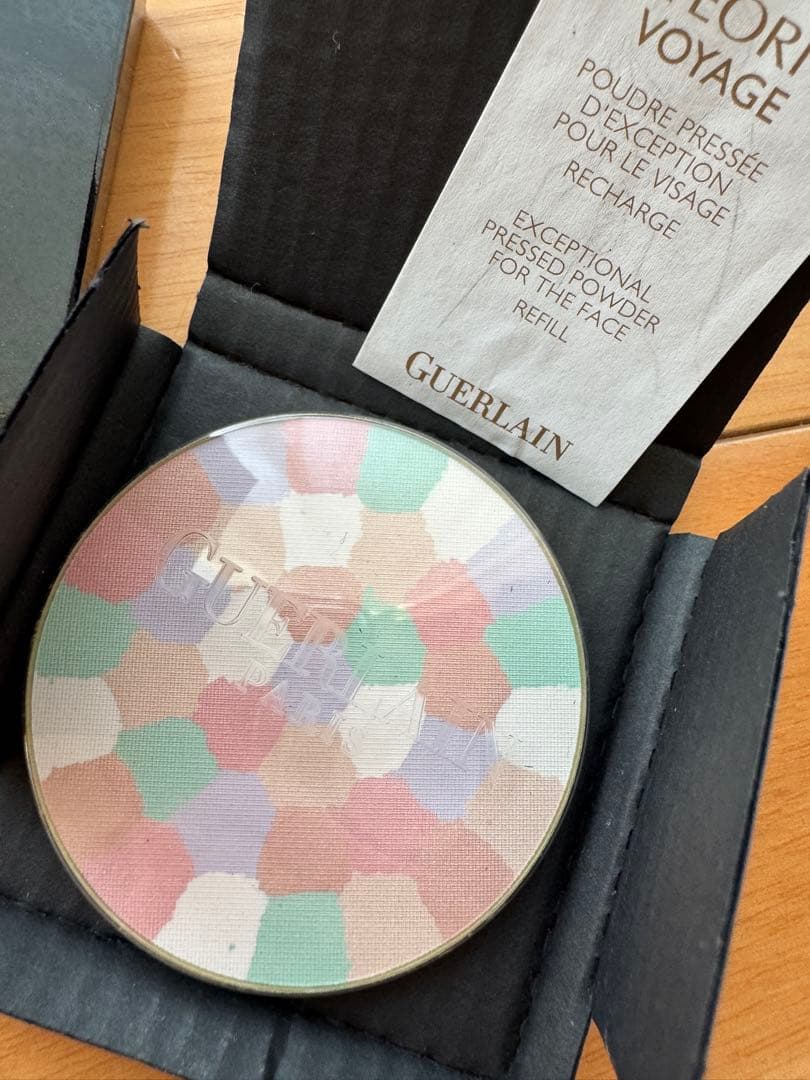 VOYAGE
POUDRE PRESSÉE
D'EXCEPTION
POUR LE VISAGE
RECHARGE
EXCEPTIONAL
PRESSED POWDER
FOR THE FACE
REFILL
GUERLAIN
GUERLAIN
PARIS